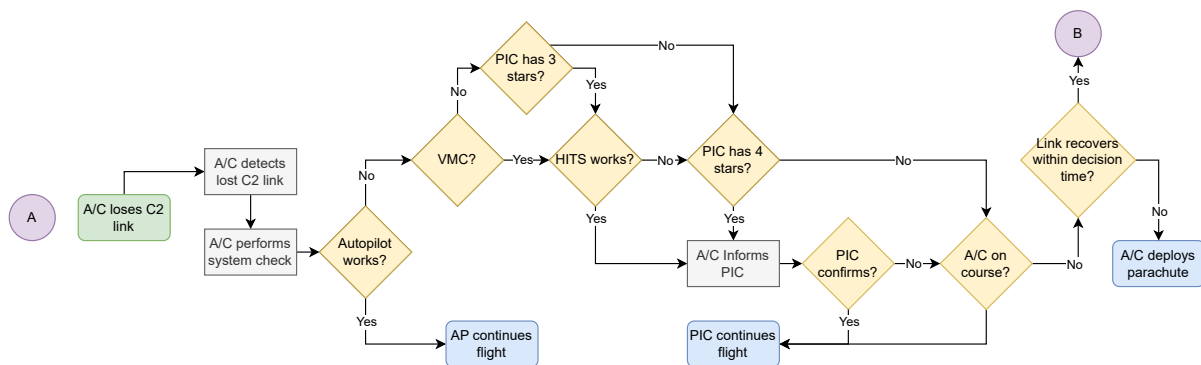 A
A/C loses C2
link
A/C detects
lost C2 link
A/C performs
system check
Autopilot
works?
No
Yes
AP continues
flight
VMC?
No
Yes
PIC has 3
stars?
No
Yes
HITS works?
No
Yes
PIC has 4
stars?
No
Yes
A/C Informs
PIC
PIC
confirms?
No
Yes
PIC continues
flight
A/C on
course?
No
Link recovers
within decision
time?
Yes
No
B
A/C deploys
parachute